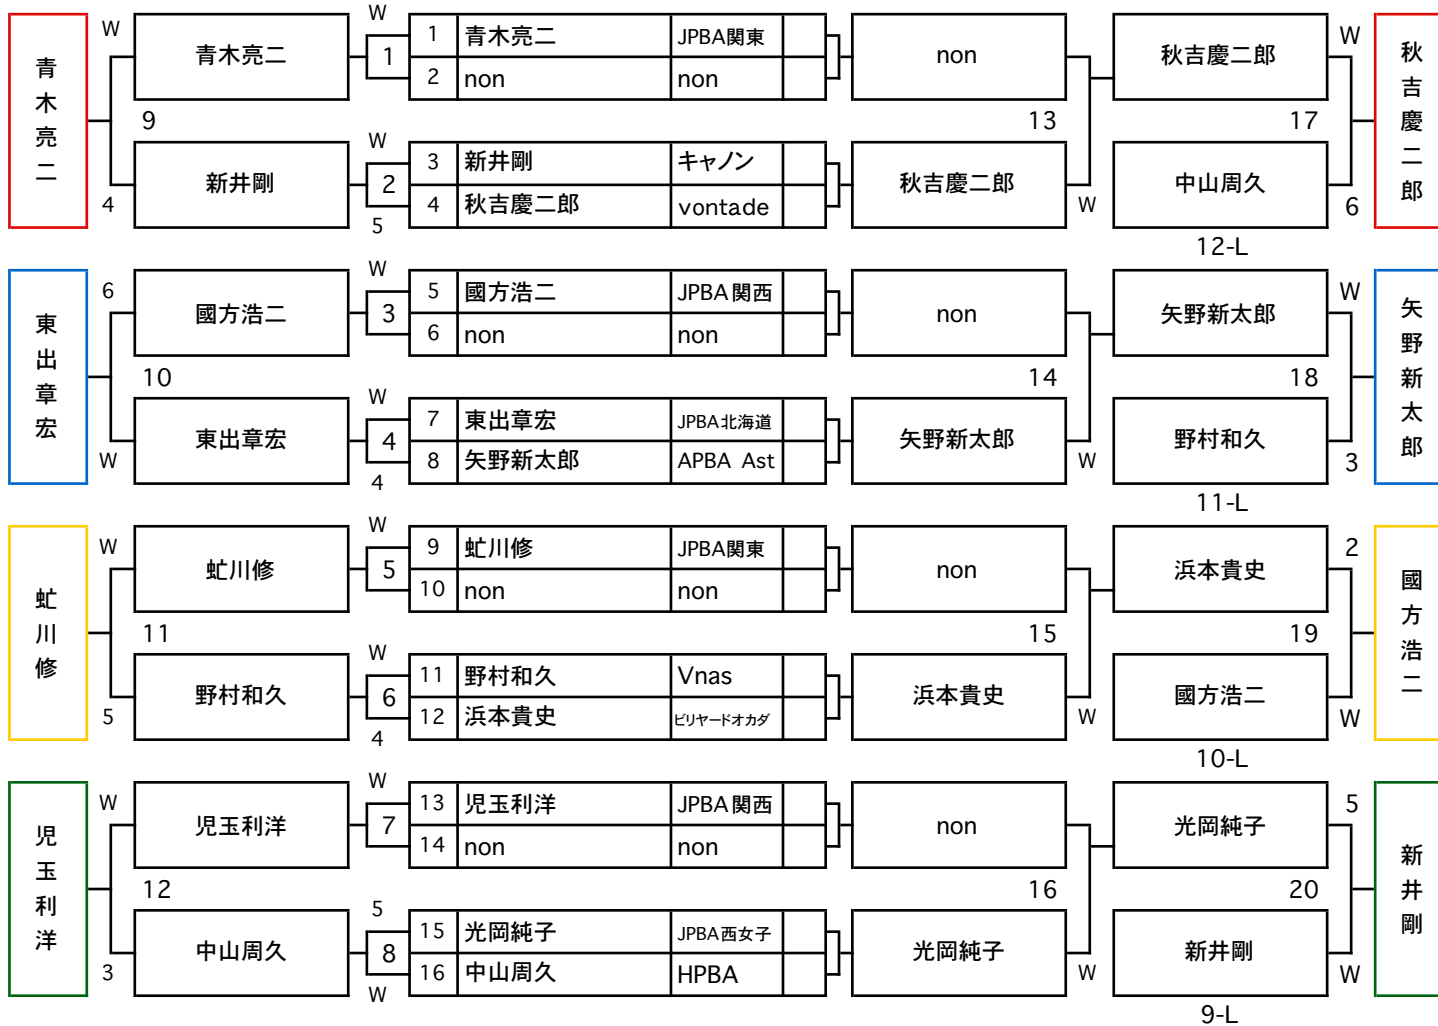 青木亮二
W
青木亮二
W
1
1 青木亮二 JPBA関東
2 non non
non
秋吉慶二郎
W
秋吉慶二郎
9
13
17
4
新井剛
W
2
5
3 新井剛 キャノン
4 秋吉慶二郎 vontade
秋吉慶二郎
W
中山周久
6
12-L
東出章宏
6
國方浩二
W
3
5 國方浩二 JPBA関西
6 non non
non
矢野新太郎
W
矢野新太郎
10
14
18
W
東出章宏
W
4
4
7 東出章宏 JPBA北海道
8 矢野新太郎 APBA Ast
矢野新太郎
W
野村和久
3
11-L
虻川修
W
虻川修
W
5
9 虻川修 JPBA関東
10 non non
non
浜本貴史
2
國方浩二
11
15
19
5
野村和久
W
6
4
11 野村和久 Vnas
12 浜本貴史 ビリヤードオカダ
浜本貴史
W
國方浩二
W
10-L
児玉利洋
W
児玉利洋
W
7
13 児玉利洋 JPBA関西
14 non non
non
光岡純子
5
新井剛
12
16
20
3
中山周久
5
8
W
15 光岡純子 JPBA西女子
16 中山周久 HPBA
光岡純子
W
新井剛
W
9-L